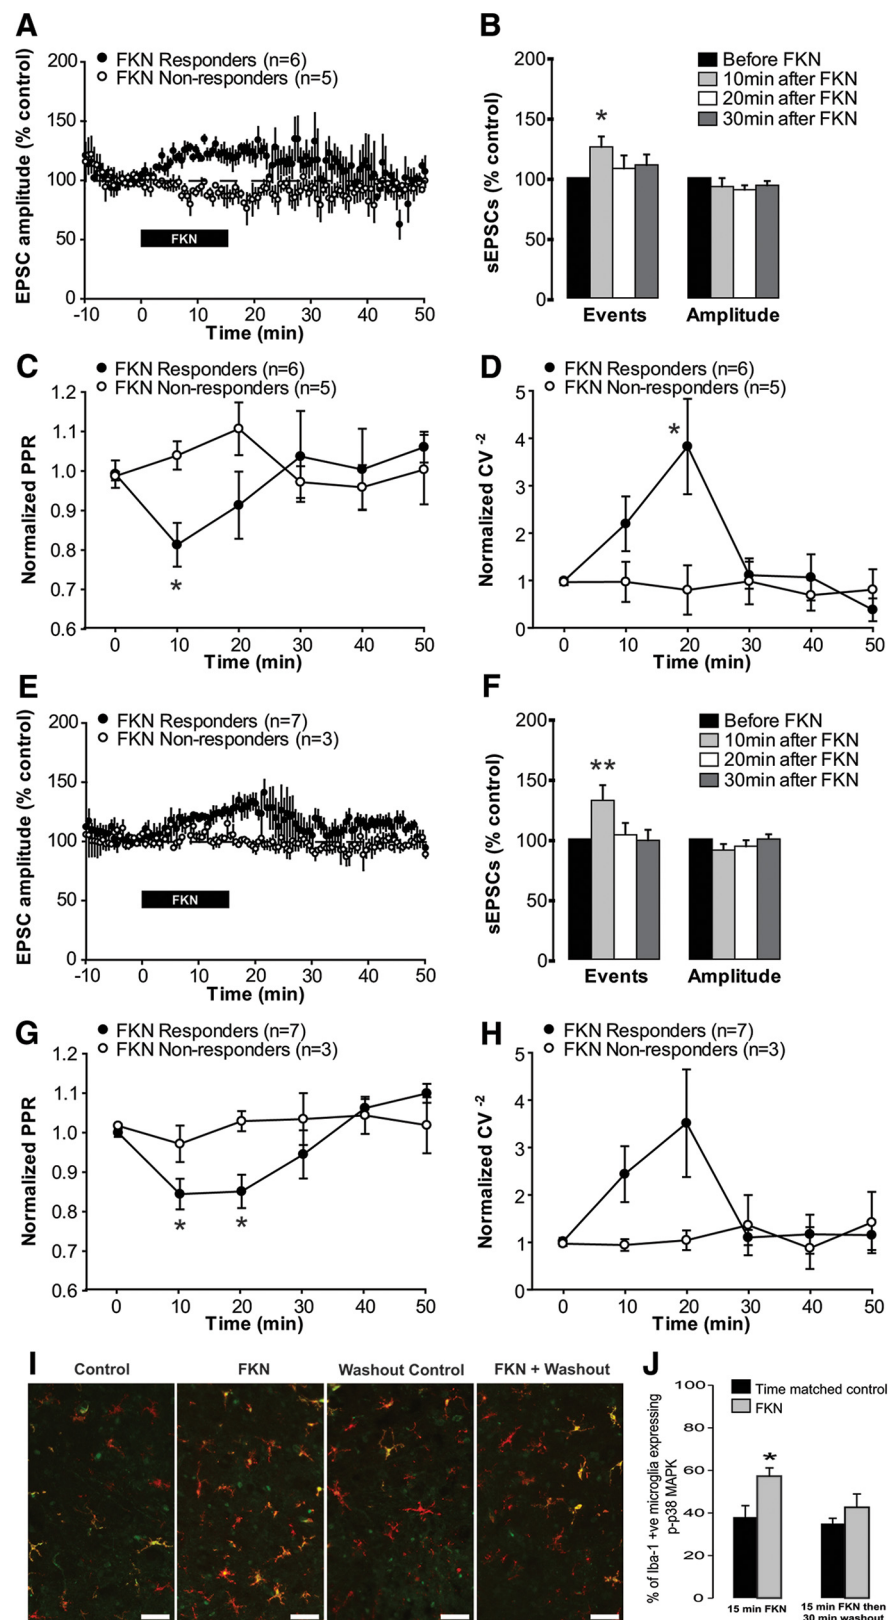 A
FKN Responders (n=6)
FKN Non-responders (n=5)
EPSC amplitude (% control)
200
150
100
50
0
FKN
-10 0 10 20 30 40 50
Time (min)
B
Before FKN
10min after FKN
20min after FKN
30min after FKN
sEPSCs (% control)
200
150
100
50
0
*
Events Amplitude
C
FKN Responders (n=6)
FKN Non-responders (n=5)
Normalized PPR
1.2
1.1
1.0
0.9
0.8
0.7
0.6
*
0 10 20 30 40 50
Time (min)
D
FKN Responders (n=6)
FKN Non-responders (n=5)
Normalized CV -2
5
4
3
2
1
0
*
0 10 20 30 40 50
Time (min)
E
FKN Responders (n=7)
FKN Non-responders (n=3)
EPSC amplitude (% control)
200
150
100
50
0
FKN
-10 0 10 20 30 40 50
Time (min)
F
Before FKN
10min after FKN
20min after FKN
30min after FKN
sEPSCs (% control)
200
150
100
50
0
**
Events Amplitude
G
FKN Responders (n=7)
FKN Non-responders (n=3)
Normalized PPR
1.2
1.1
1.0
0.9
0.8
0.7
0.6
* *
0 10 20 30 40 50
Time (min)
H
FKN Responders (n=7)
FKN Non-responders (n=3)
Normalized CV -2
5
4
3
2
1
0
0 10 20 30 40 50
Time (min)
I
Control FKN Washout Control FKN + Washout
J
Time matched control
FKN
% of Iba-1 +ve microglia expressing
p-p38 MAPK
100
80
60
40
20
0
*
15 min FKN
15 min FKN then
30 min washout